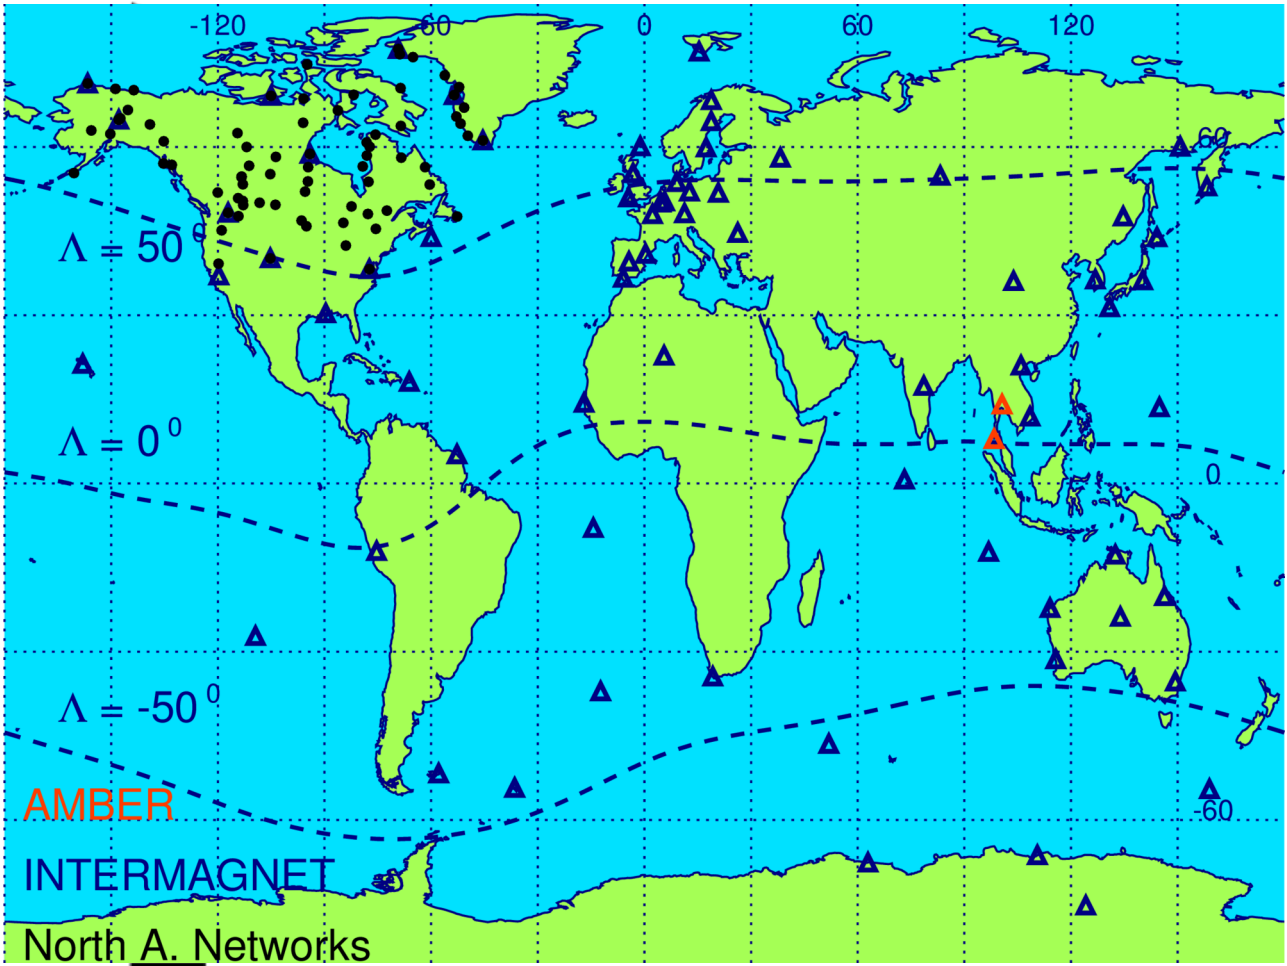 -120 -60 0 60 120
60
Λ = 50⁰
Λ = 0⁰
0
Λ = -50⁰
AMBER
-60
INTERMAGNET
North A. Networks